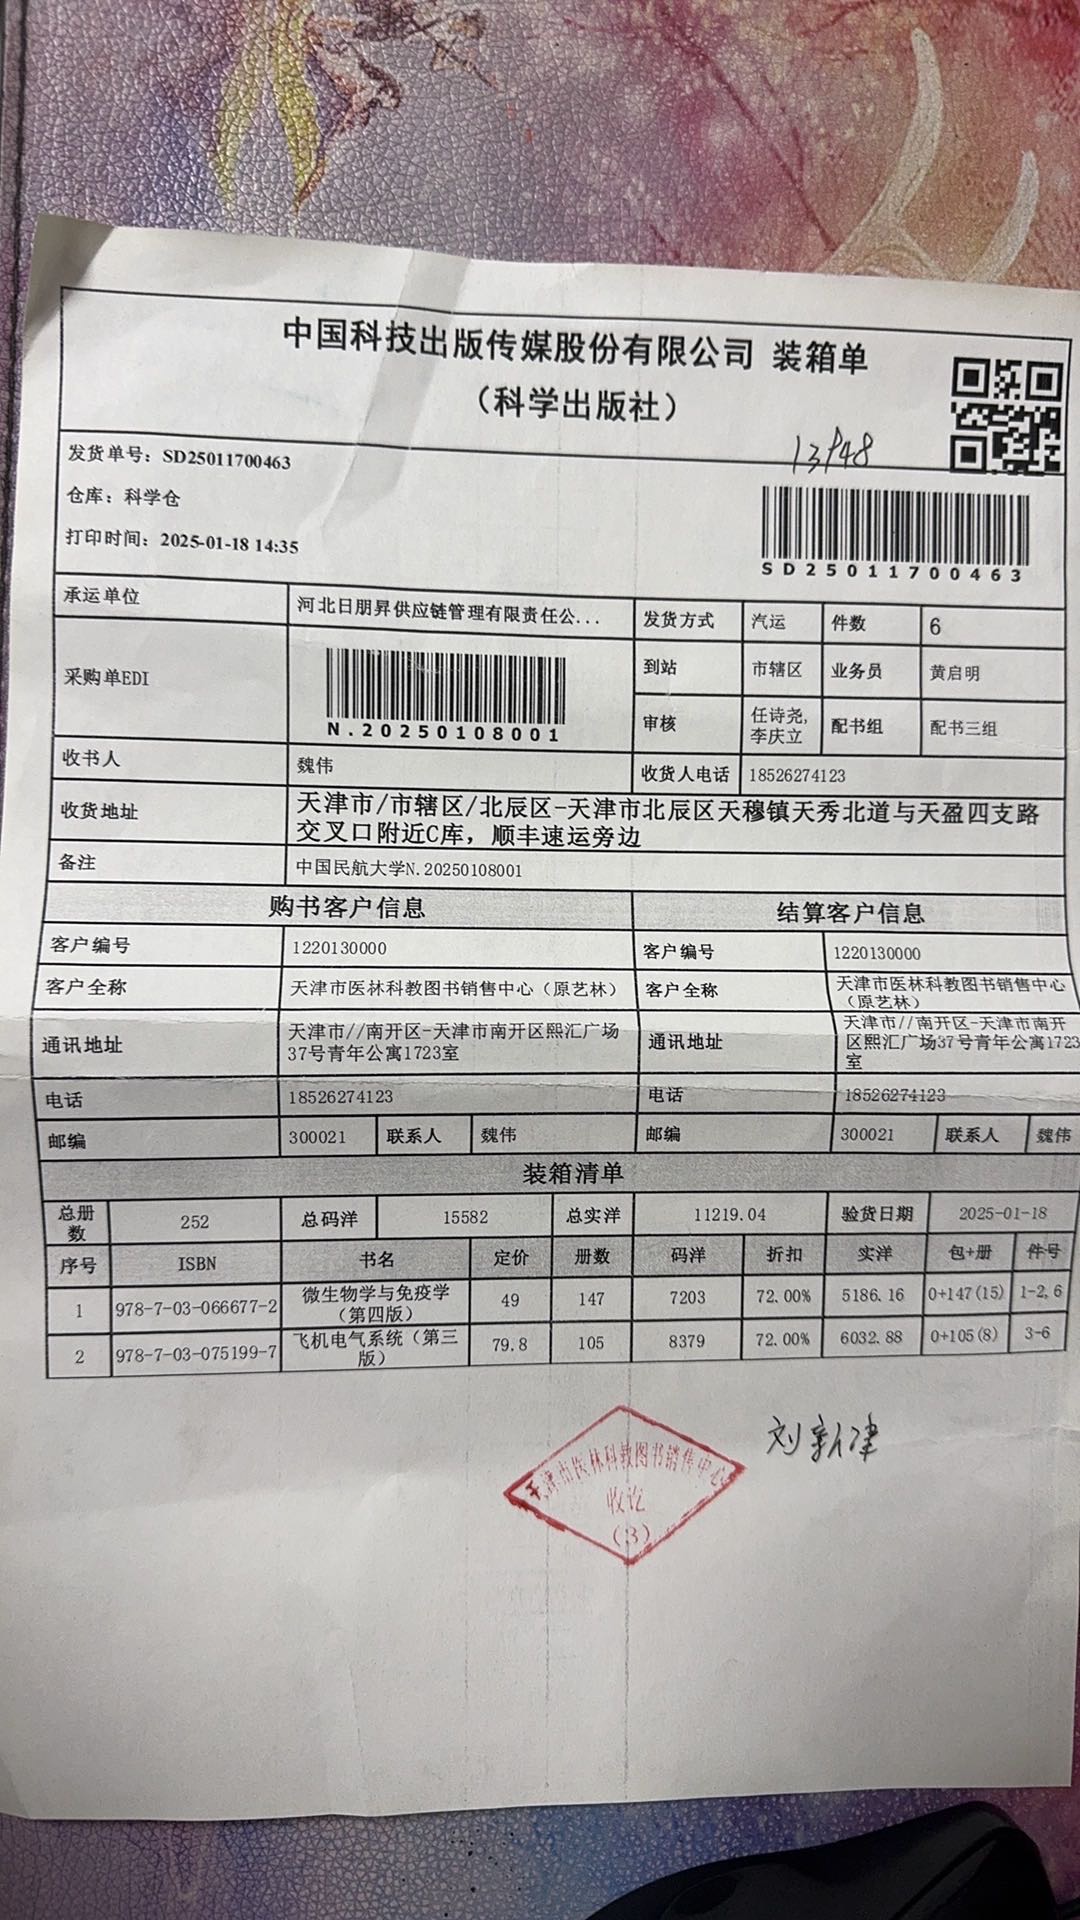 中国科技出版传媒股份有限公司 装箱单
（科学出版社）
发货单号：SD25011700463
仓库：科学仓
打印时间：2025-01-18 14:35
SD25011700463
承运单位 河北日朋昇供应链管理有限责任公... 发货方式 汽运 件数 6
采购单EDI N.20250108001 到站 市辖区 业务员 黄启明
审核 任诗尧,
李庆立 配书组 配书三组
收书人 魏伟 收货人电话 18526274123
收货地址 天津市/市辖区/北辰区-天津市北辰区天穆镇天秀北道与天盈四支路
交叉口附近C库，顺丰速运旁边
备注 中国民航大学N.20250108001
购书客户信息 结算客户信息
客户编号 1220130000 客户编号 1220130000
客户全称 天津市医林科教图书销售中心（原艺林） 客户全称 天津市医林科教图书销售中心
（原艺林）
通讯地址 天津市//南开区-天津市南开区熙汇广场
37号青年公寓1723室 通讯地址 天津市//南开区-天津市南开
区熙汇广场37号青年公寓1723
室
电话 18526274123 电话 18526274123
邮编 300021 联系人 魏伟 邮编 300021 联系人 魏伟
装箱清单
总册
数 252 总码洋 15582 总实洋 11219.04 验货日期 2025-01-18
序号 ISBN 书名 定价 册数 码洋 折扣 实洋 包+册 件号
1 978-7-03-066677-2 微生物学与免疫学
（第四版） 49 147 7203 72.00% 5186.16 0+147(15) 1-2,6
2 978-7-03-075199-7 飞机电气系统（第三
版） 79.8 105 8379 72.00% 6032.88 0+105(8) 3-6
刘新津
天津市医林科教图书销售中心
收讫
(3)